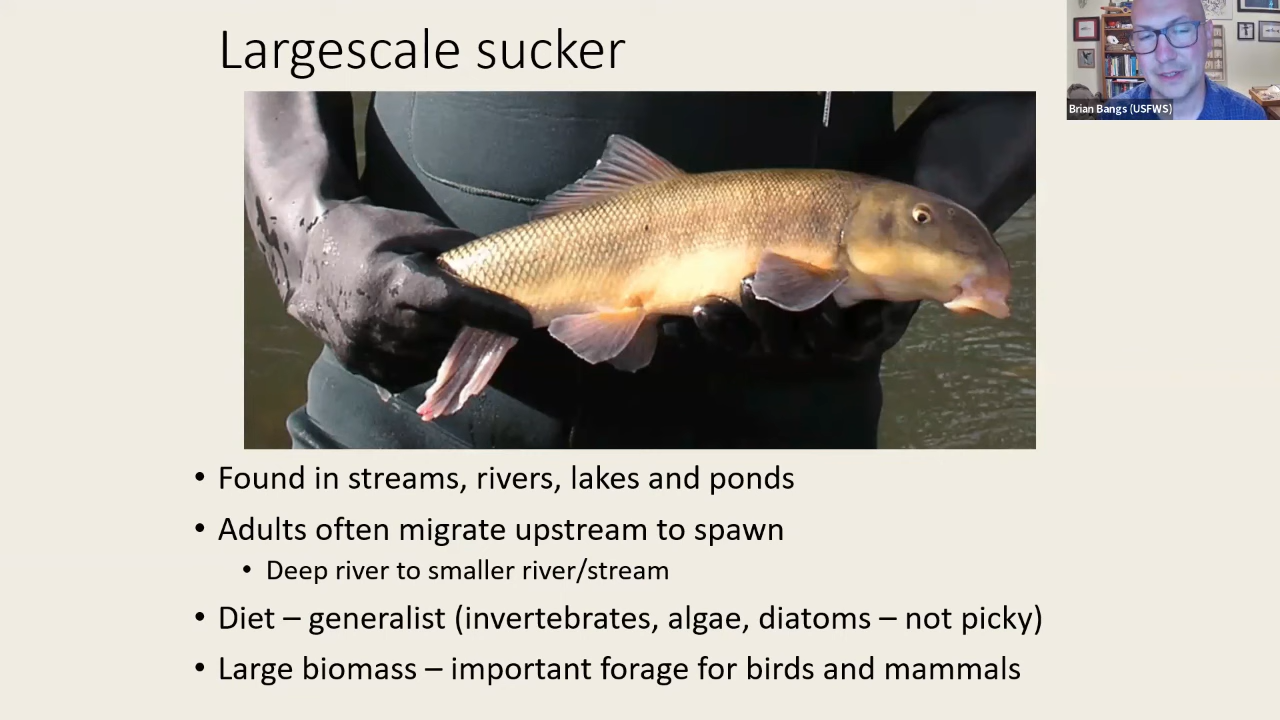 Largescale sucker
Brian Bangs (USFWS)
• Found in streams, rivers, lakes and ponds
• Adults often migrate upstream to spawn
• Deep river to smaller river/stream
• Diet – generalist (invertebrates, algae, diatoms – not picky)
• Large biomass – important forage for birds and mammals